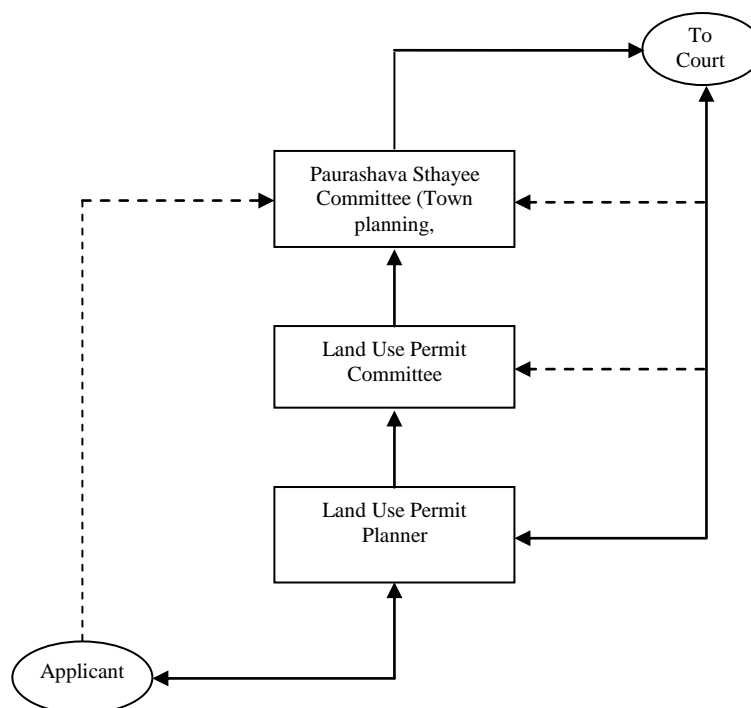 To
Court
Paurashava Sthayee
Committee (Town
planning,
Land Use Permit
Committee
Land Use Permit
Planner
Applicant